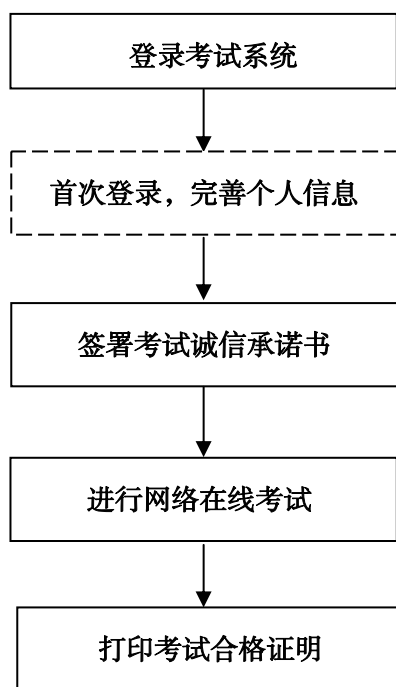 登录考试系统
首次登录，完善个人信息
签署考试诚信承诺书
进行网络在线考试
打印考试合格证明